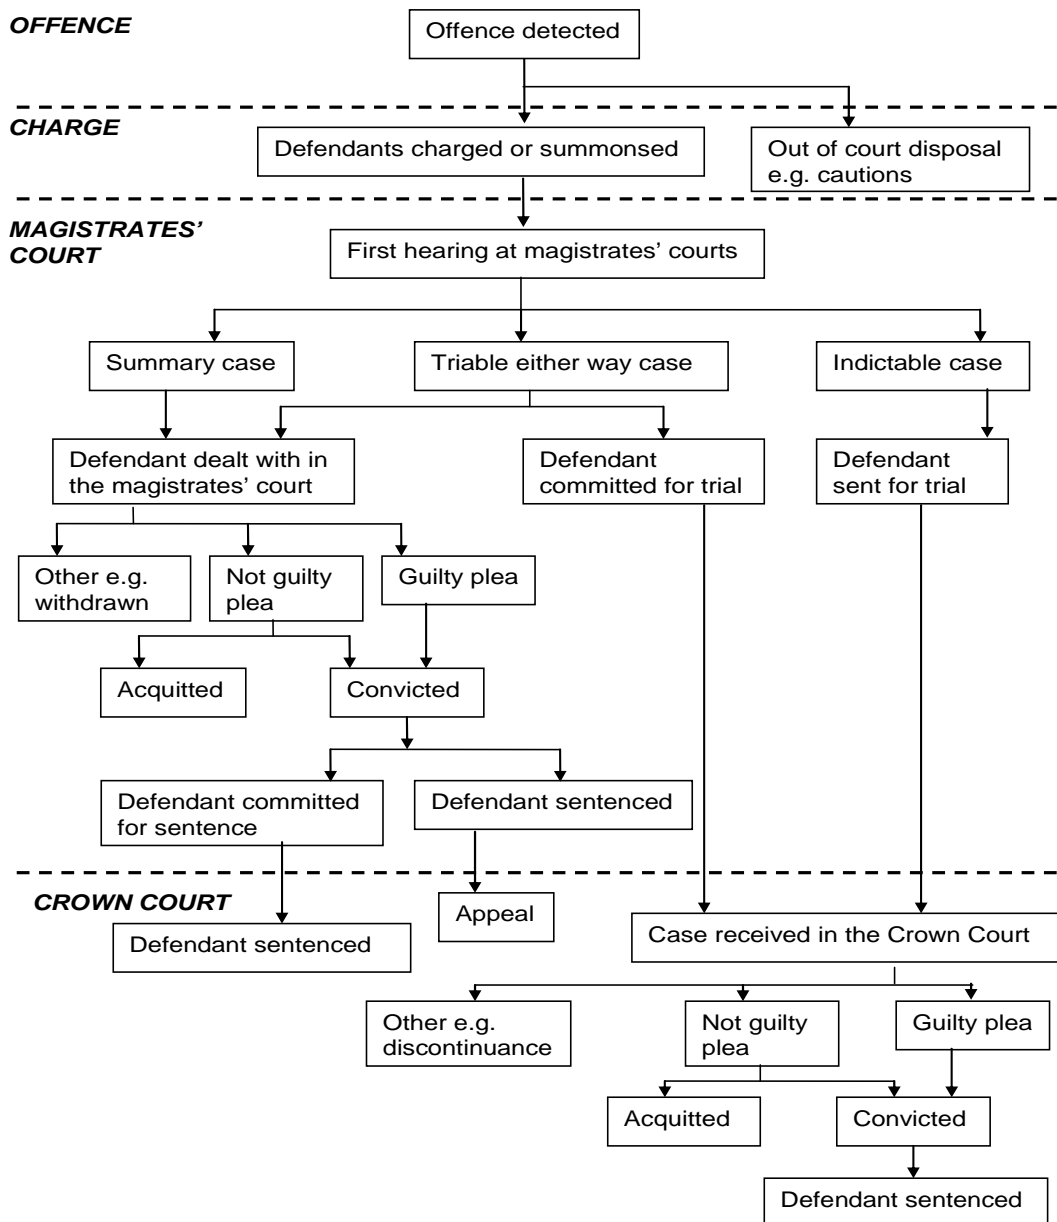 OFFENCE
Offence detected
CHARGE
Defendants charged or summonsed
Out of court disposal
e.g. cautions
MAGISTRATES’
COURT
First hearing at magistrates’ courts
Summary case
Triable either way case
Indictable case
Defendant dealt with in
the magistrates’ court
Defendant
committed for trial
Defendant
sent for trial
Other e.g.
withdrawn
Not guilty
plea
Guilty plea
Acquitted
Convicted
Defendant committed
for sentence
Defendant sentenced
CROWN COURT
Appeal
Defendant sentenced
Case received in the Crown Court
Other e.g.
discontinuance
Not guilty
plea
Guilty plea
Acquitted
Convicted
Defendant sentenced